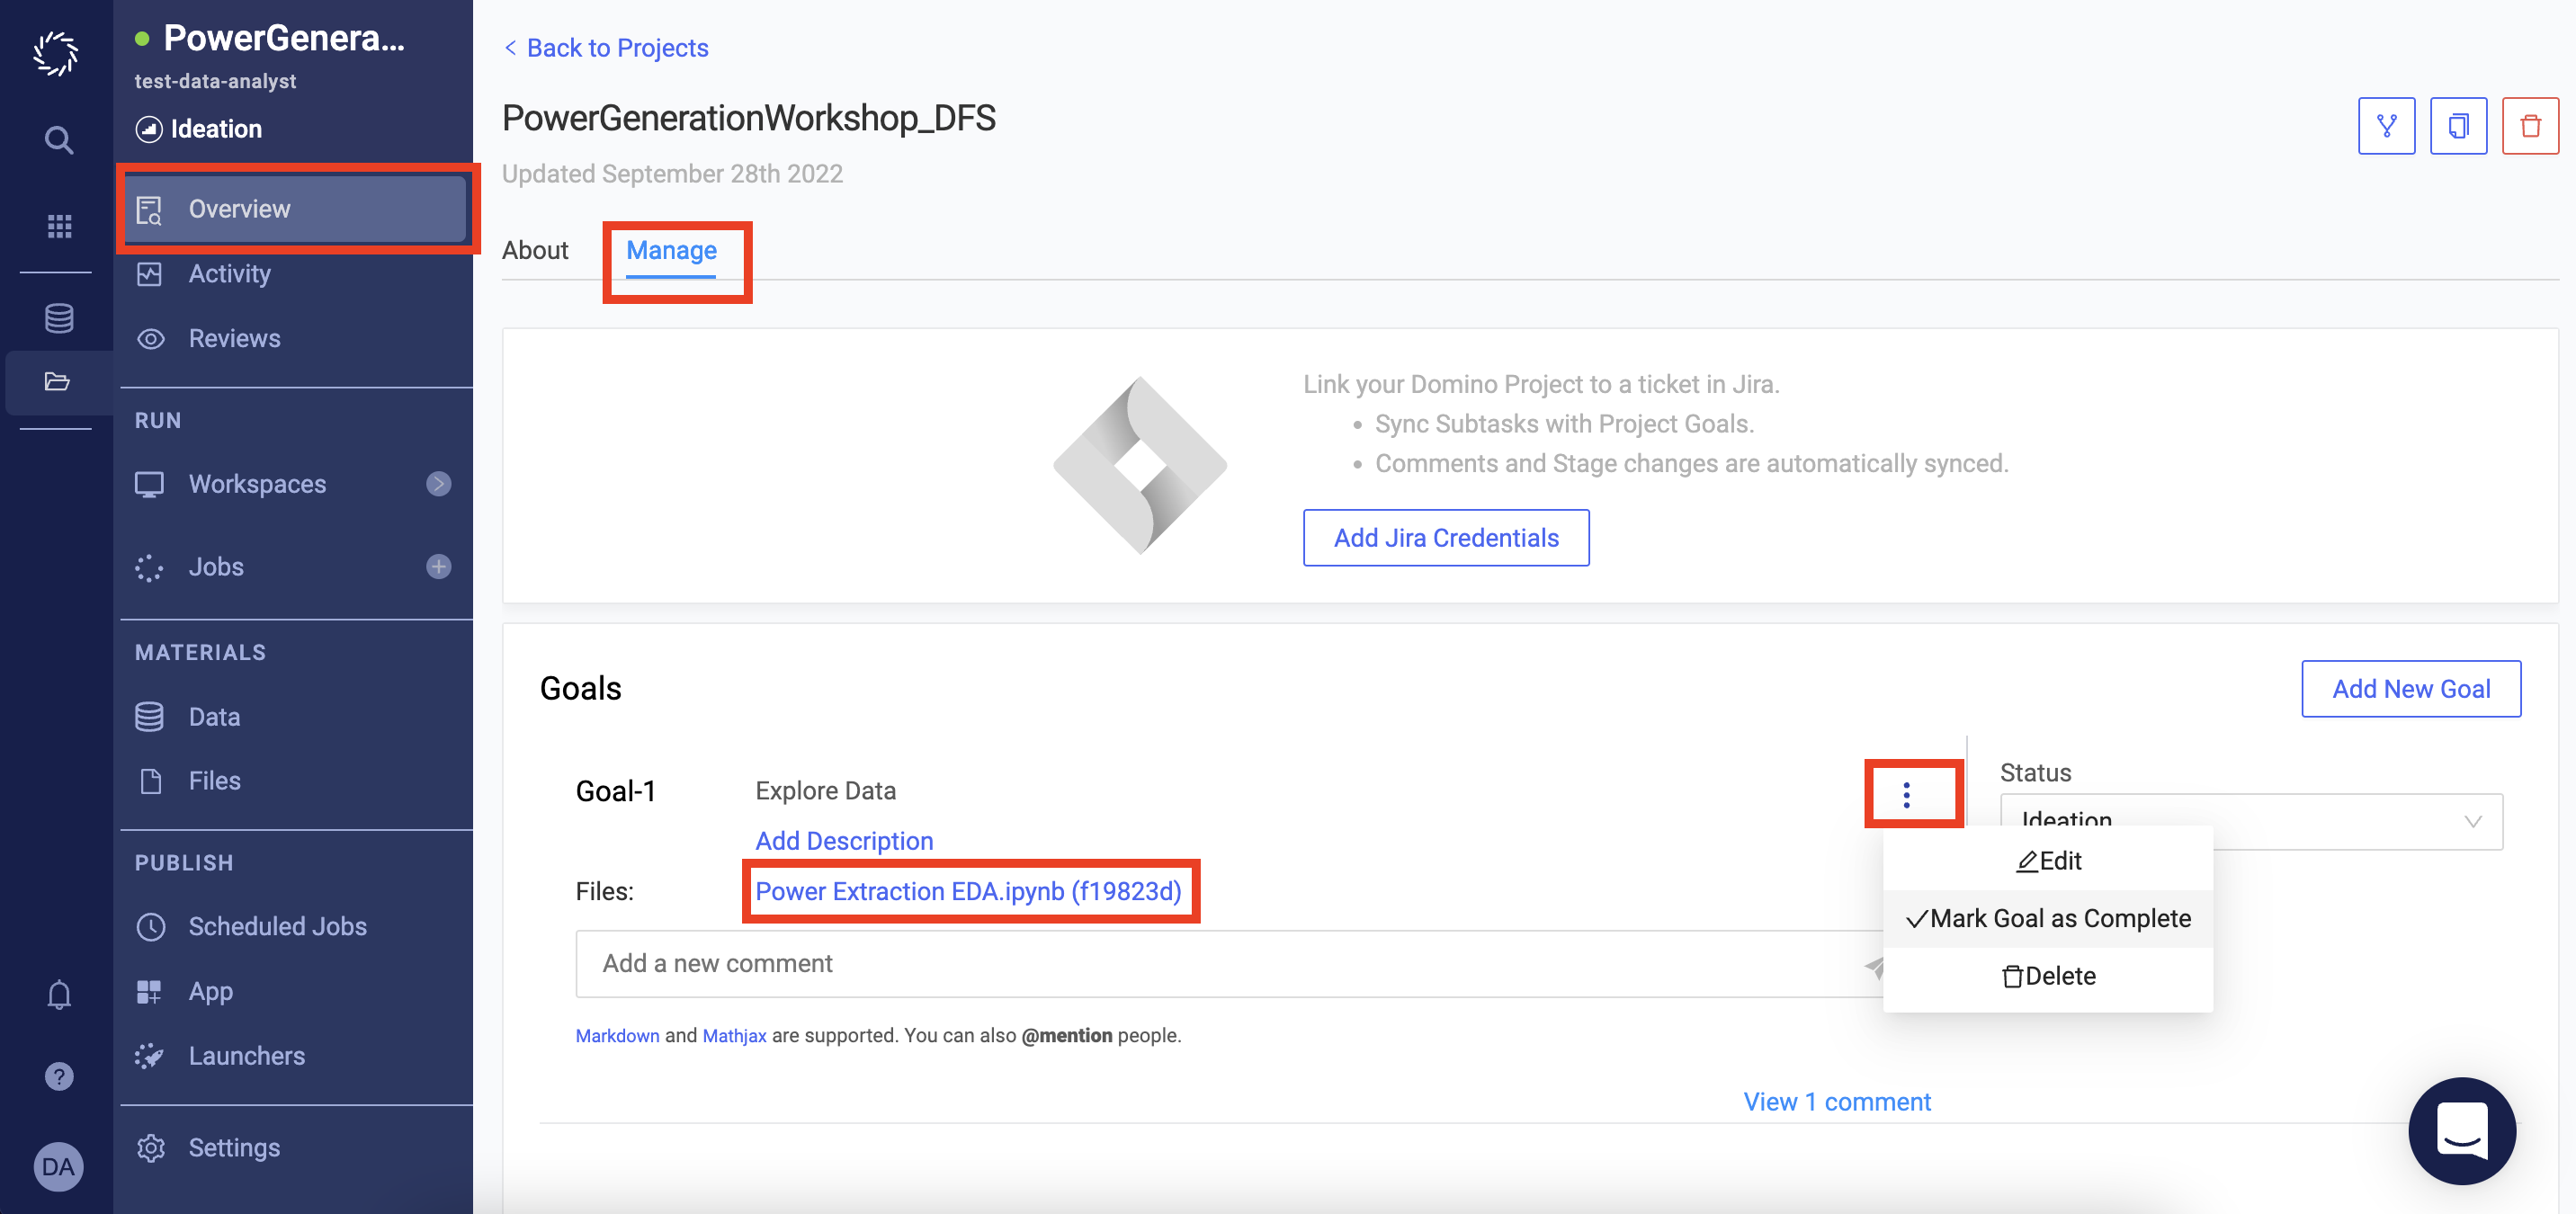 PowerGenera...
test-data-analyst
Ideation
Overview
Activity
Reviews
RUN
Workspaces
Jobs
MATERIALS
Data
Files
PUBLISH
Scheduled Jobs
App
Launchers
Settings
?
DA
< Back to Projects
PowerGenerationWorkshop_DFS
Updated September 28th 2022
About Manage
Link your Domino Project to a ticket in Jira.
• Sync Subtasks with Project Goals.
• Comments and Stage changes are automatically synced.
Add Jira Credentials
Goals
Add New Goal
Goal-1 Explore Data
Add Description
Files: Power Extraction EDA.ipynb (f19823d)
Add a new comment
Markdown and Mathjax are supported. You can also @mention people.
View 1 comment
Status
Ideation
Edit
Mark Goal as Complete
Delete